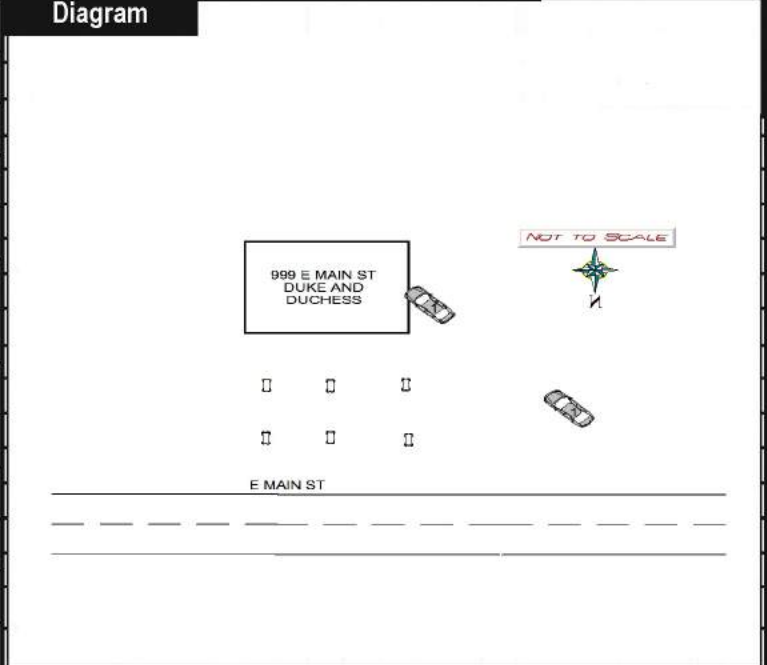 Diagram
NOT TO SCALE
999 E MAIN ST
DUKE AND
DUCHESS
N
E MAIN ST